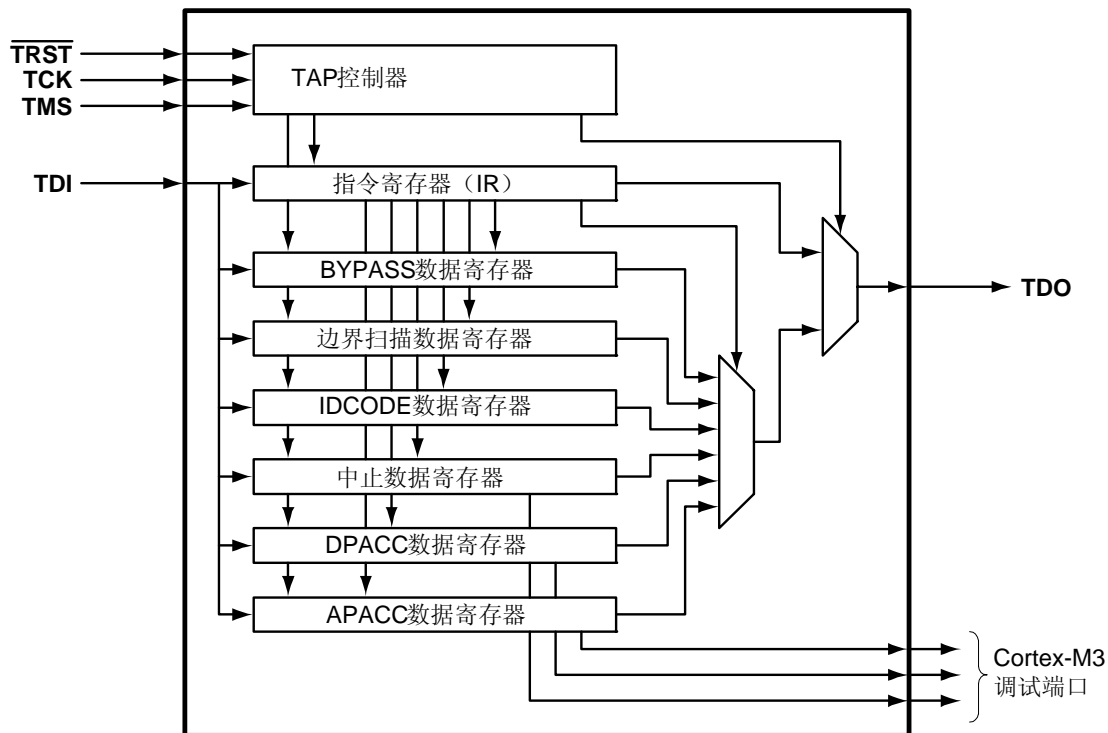 TRST
TCK
TMS
TAP控制器
TDI
指令寄存器（IR）
BYPASS数据寄存器
TDO
边界扫描数据寄存器
IDCODE数据寄存器
中止数据寄存器
DPACC数据寄存器
APACC数据寄存器
Cortex-M3
调试端口